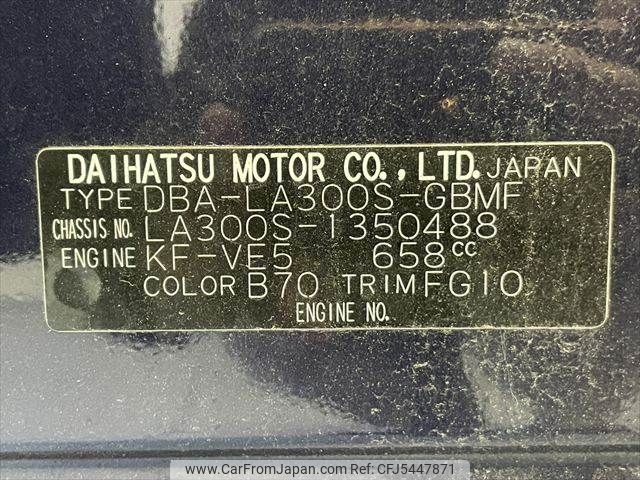 DAIHATSU MOTOR CO., LTD. JAPAN
TYPE DBA-LA300S-GBMF
CHASSIS NO. LA300S-1350488
ENGINE KF-VE5 658cc
COLOR B70 TRIM FG10
ENGINE NO.
www.CarFromJapan.com CFJ5447871